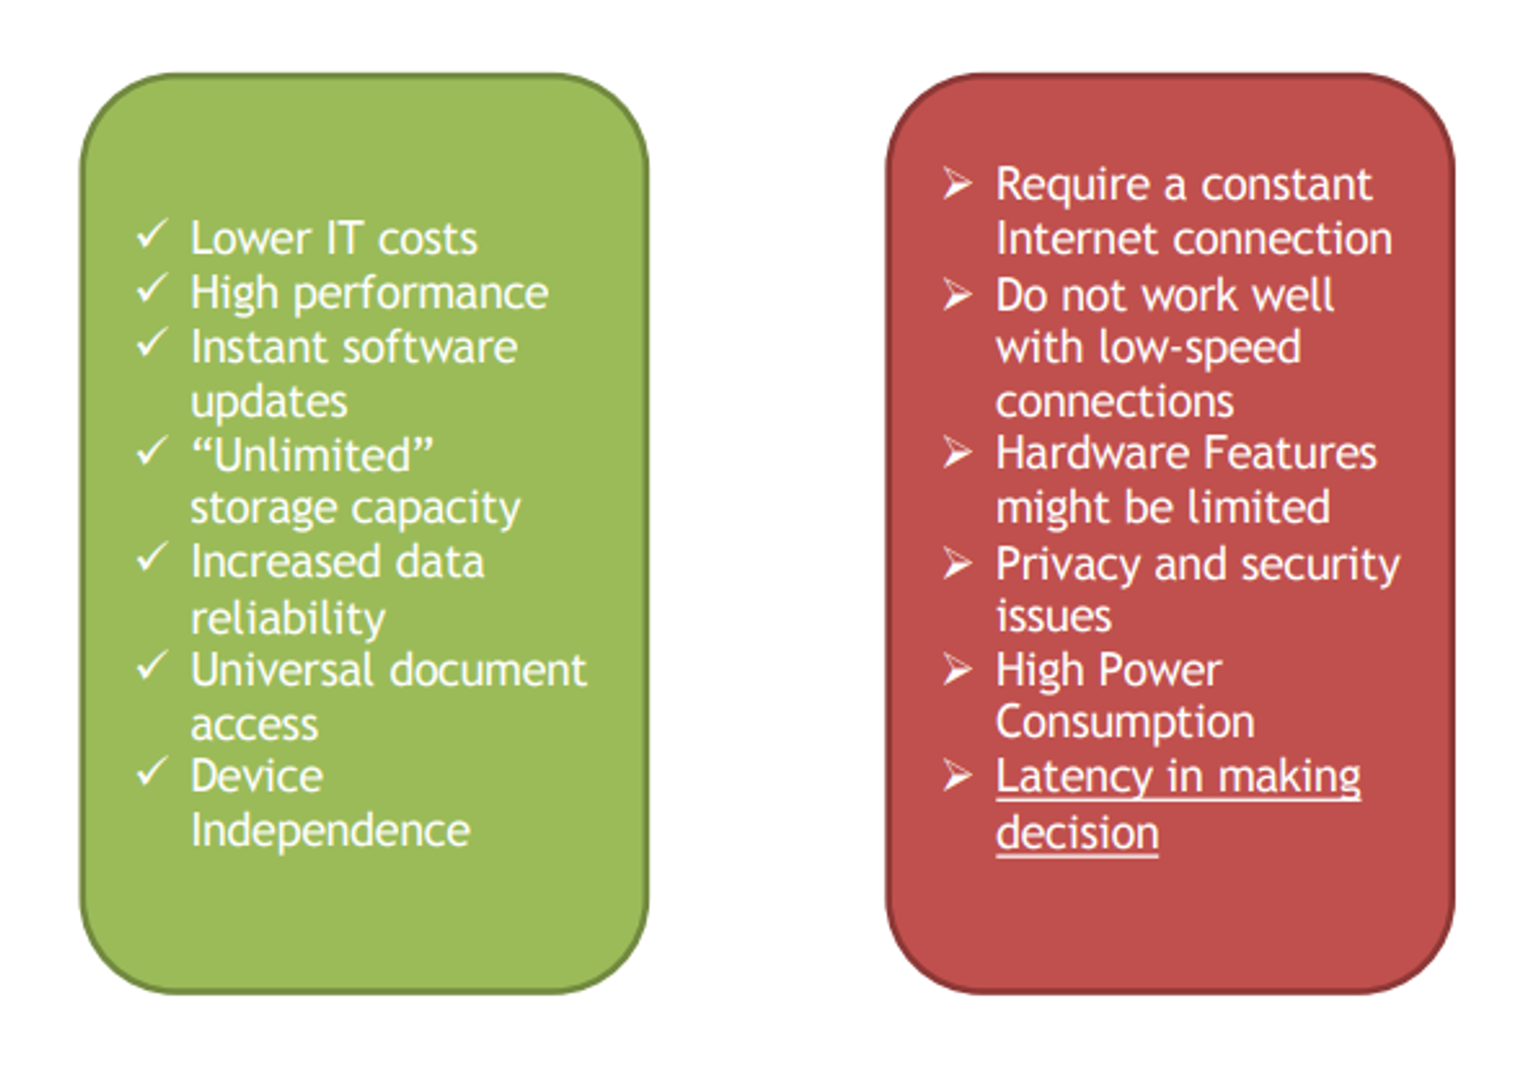 ✓ Lower IT costs
✓ High performance
✓ Instant software
updates
✓ “Unlimited”
storage capacity
✓ Increased data
reliability
✓ Universal document
access
✓ Device
Independence
➢ Require a constant
Internet connection
➢ Do not work well
with low-speed
connections
➢ Hardware Features
might be limited
➢ Privacy and security
issues
➢ High Power
Consumption
➢ Latency in making
decision